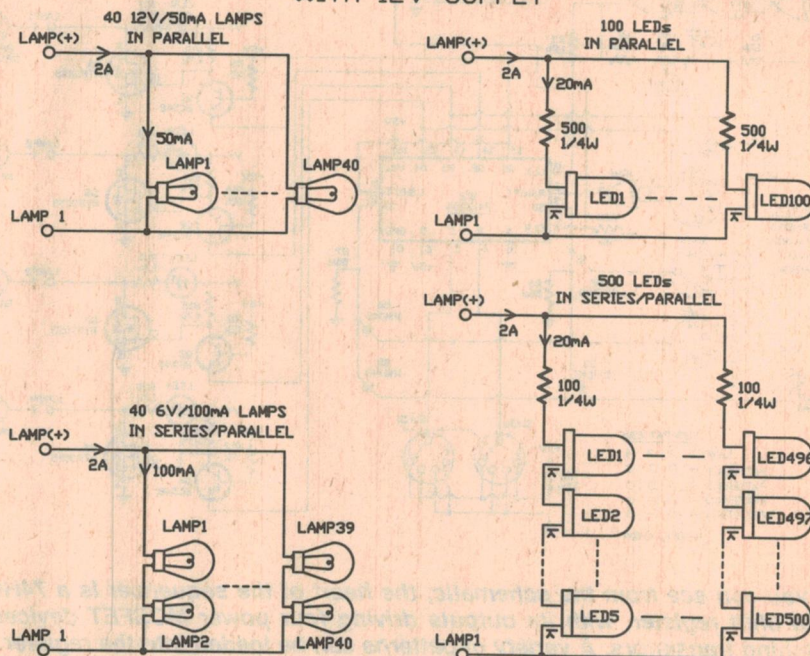 WITH 12V SUPPLY
40 12V/50mA LAMPS
IN PARALLEL
LAMP(+)
2A
50mA
LAMP1
LAMP40
LAMP 1
100 LEDs
IN PARALLEL
LAMP(+)
2A
20mA
500
1/4W
500
1/4W
LED1
LED100
K
K
LAMP1
40 6V/100mA LAMPS
IN SERIES/PARALLEL
LAMP(+)
2A
100mA
LAMP1
LAMP39
LAMP2
LAMP40
LAMP 1
500 LEDs
IN SERIES/PARALLEL
LAMP(+)
2A
20mA
100
1/4W
100
1/4W
LED1
LED496
K
K
LED2
LED497
K
K
LED5
LED500
K
K
LAMP1